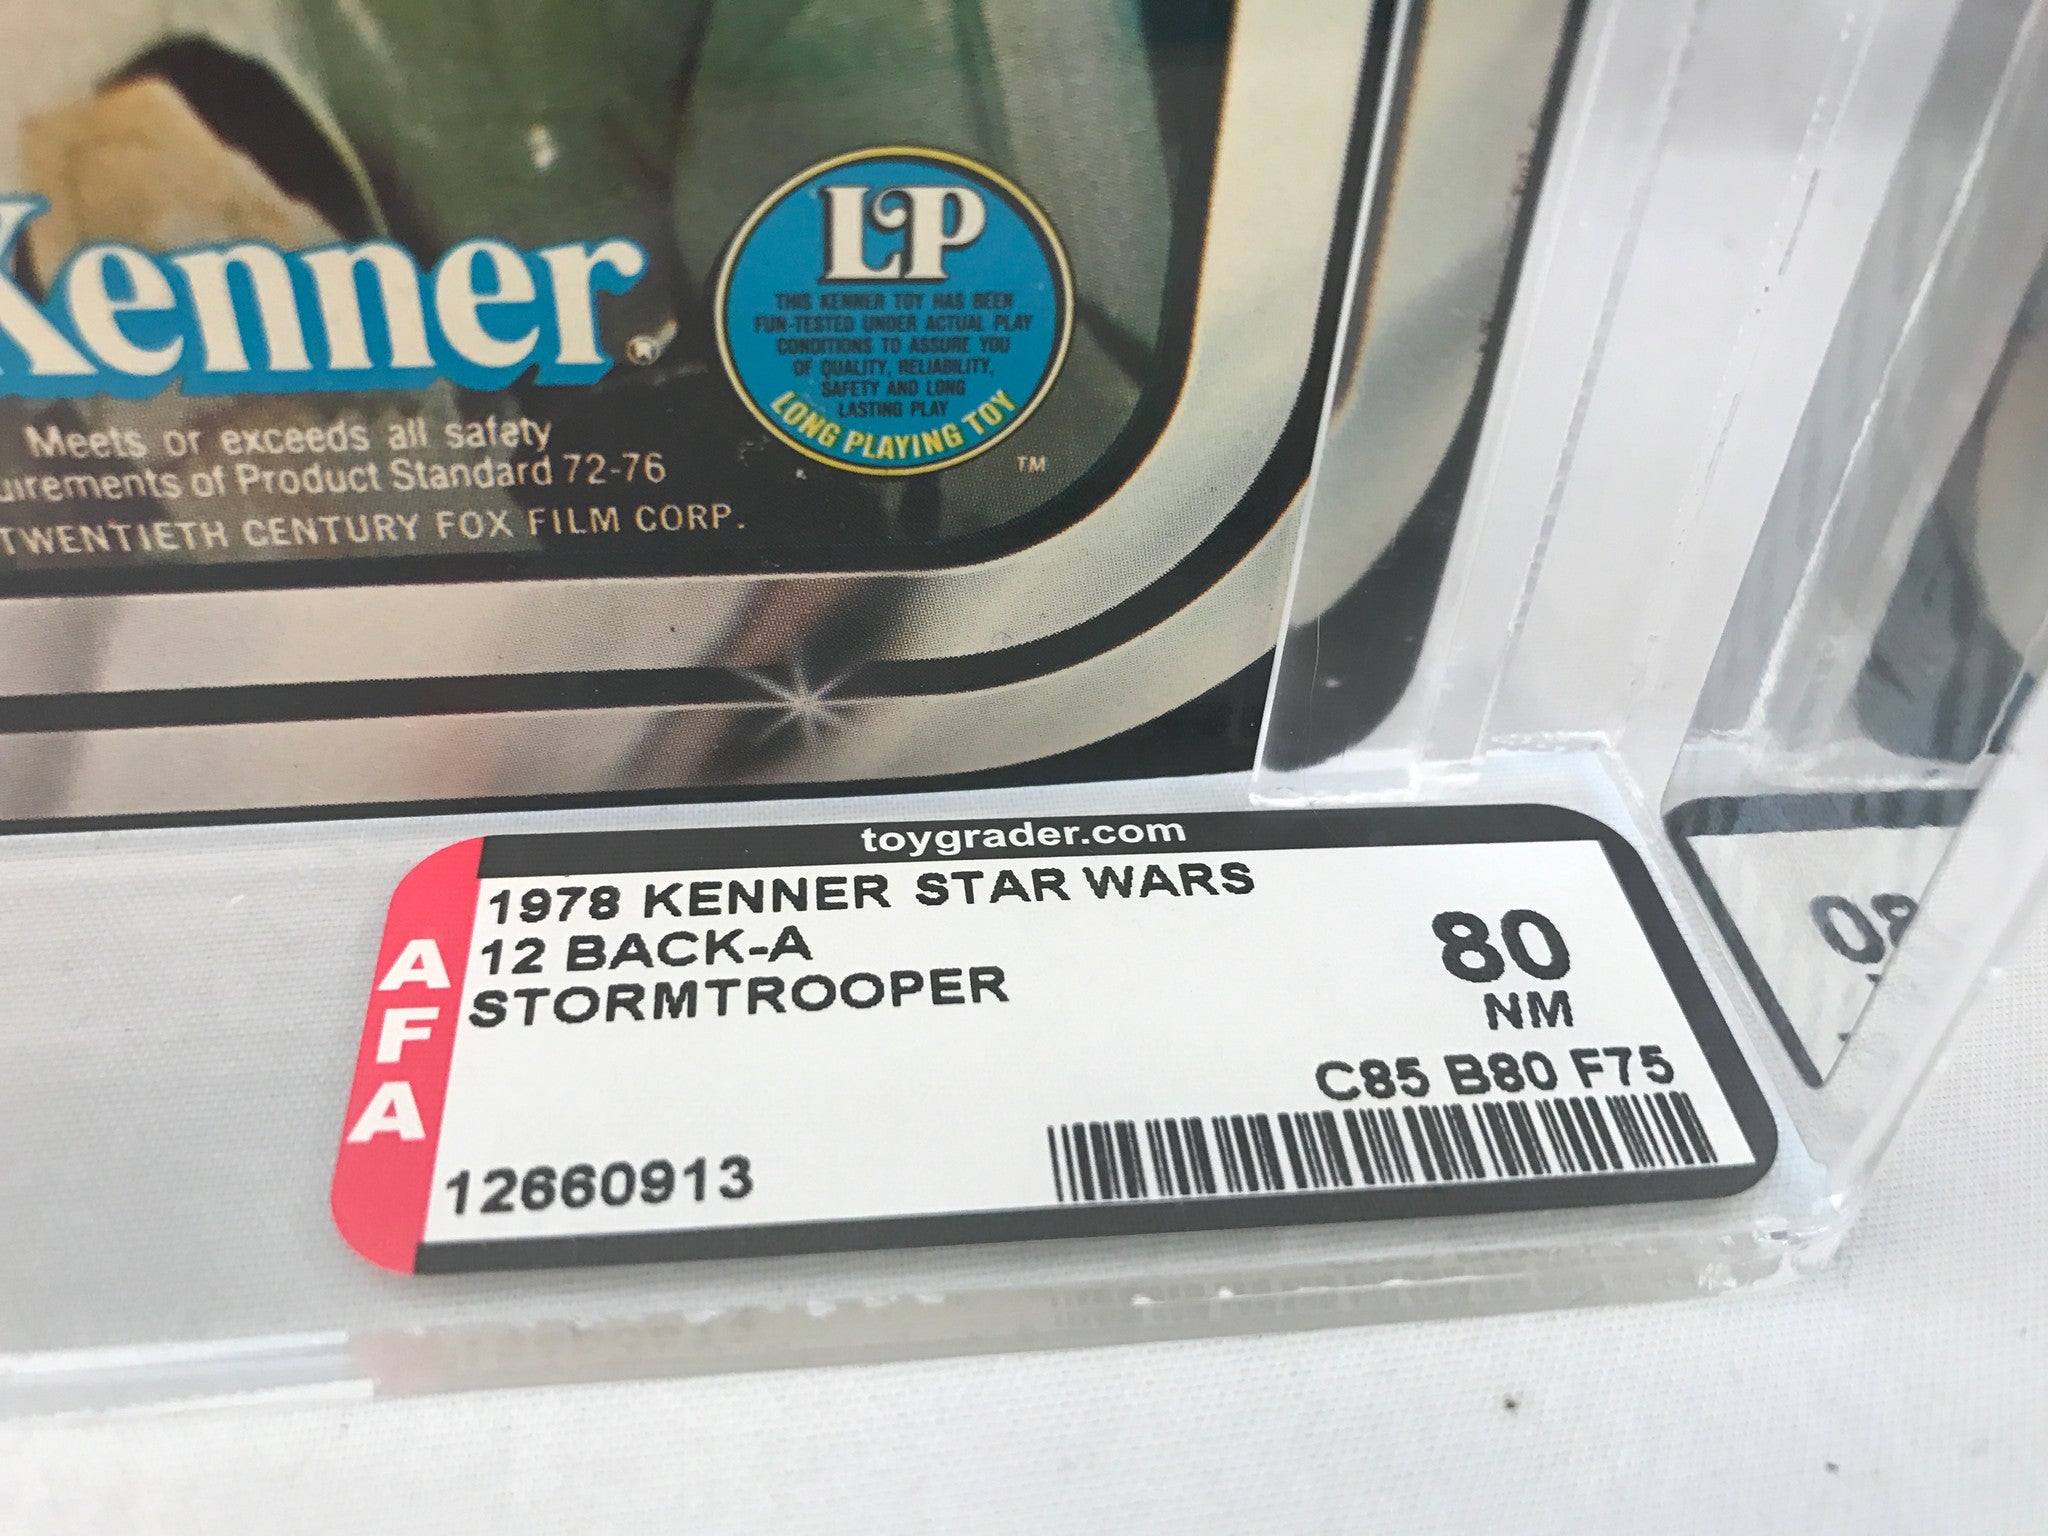 Kenner®
Meets or exceeds all safety
uirements of Product Standard 72-76
TWENTIETH CENTURY FOX FILM CORP.
LP
THIS KENNER TOY HAS BEEN
FUN-TESTED UNDER ACTUAL PLAY
CONDITIONS TO ASSURE YOU
OF QUALITY, RELIABILITY,
SAFETY AND LONG
LASTING PLAY
LONG PLAYING TOY
TM
toygrader.com
AFA
1978 KENNER STAR WARS
12 BACK-A
STORMTROOPER
80
NM
C85 B80 F75
12660913